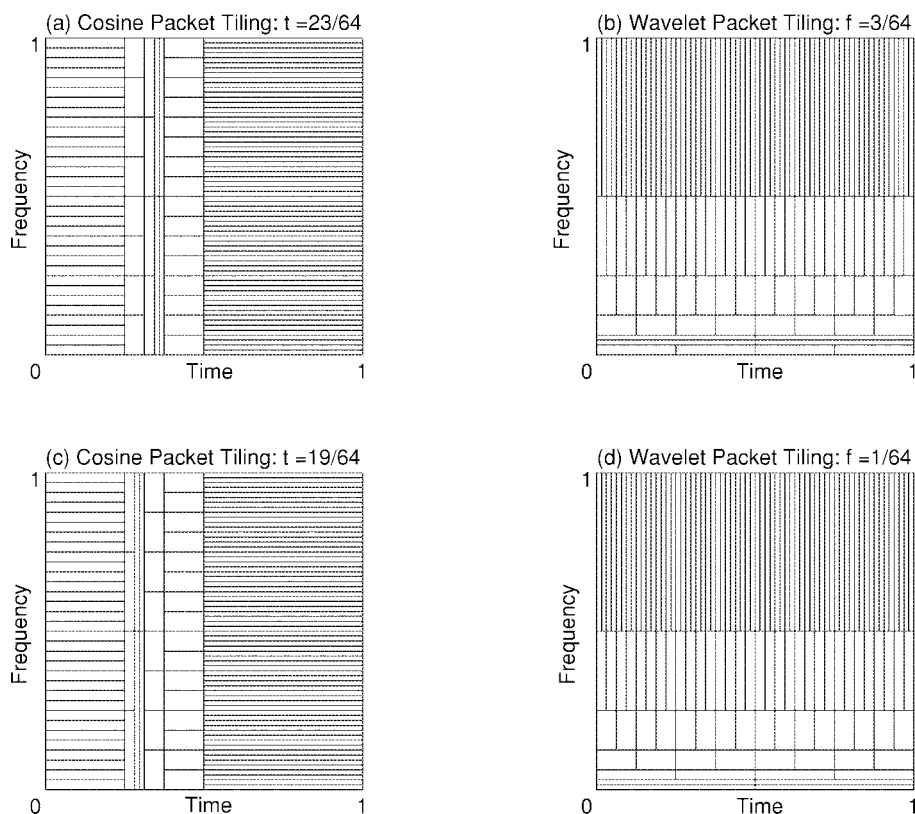 (a) Cosine Packet Tiling: t =23/64
1
Frequency
0
Time
1
(b) Wavelet Packet Tiling: f =3/64
1
Frequency
0
Time
1
(c) Cosine Packet Tiling: t =19/64
1
Frequency
0
Time
1
(d) Wavelet Packet Tiling: f =1/64
1
Frequency
0
Time
1